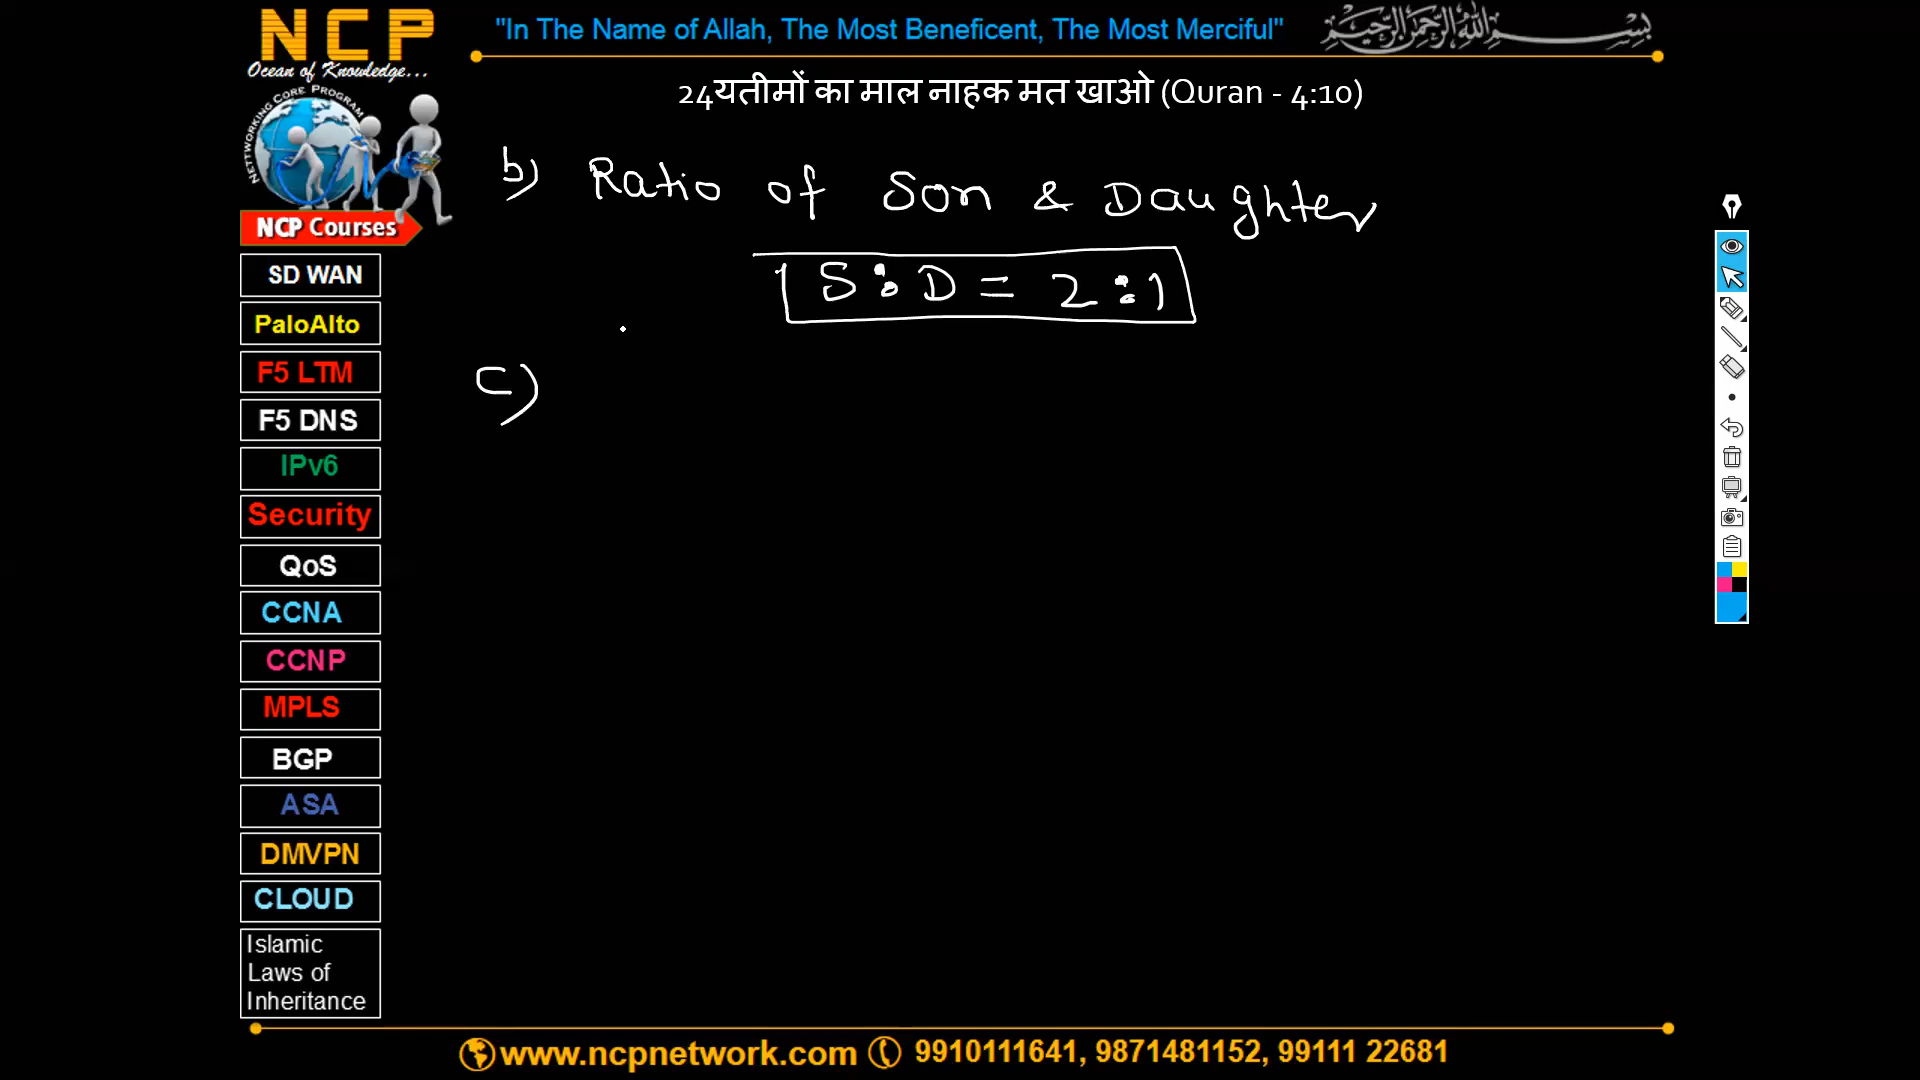 NCP
Ocean of Knowledge...
NETTWORKING CORE PROGRAM
"In The Name of Allah, The Most Beneficent, The Most Merciful"
بسم الله الرحمن الرحيم
24यतीमों का माल नाहक मत खाओ (Quran - 4:10)
b) Ratio of Son & Daughter
S:D = 2:1
c)
NCP Courses
SD WAN
PaloAlto
F5 LTM
F5 DNS
IPv6
Security
QoS
CCNA
CCNP
MPLS
BGP
ASA
DMVPN
CLOUD
Islamic
Laws of
Inheritance
www.ncpnetwork.com 9910111641, 9871481152, 99111 22681